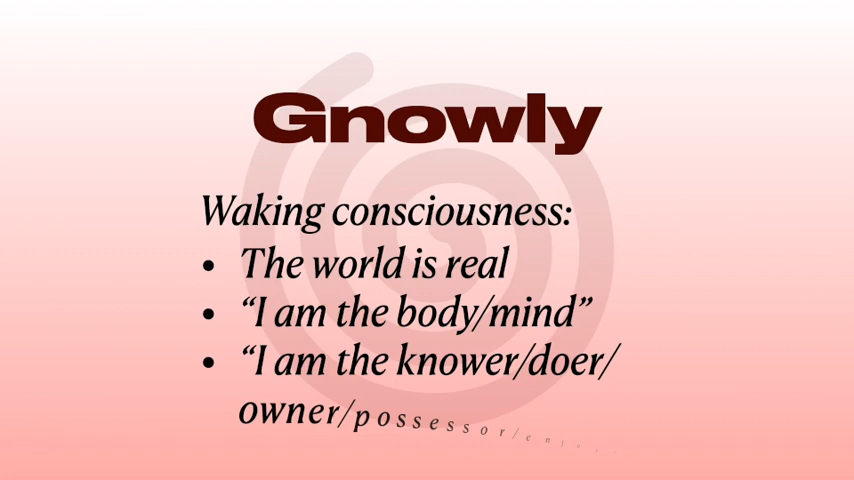 Gnowly
Waking consciousness:
• The world is real
• “I am the body/mind”
• “I am the knower/doer/
owner/possessor/